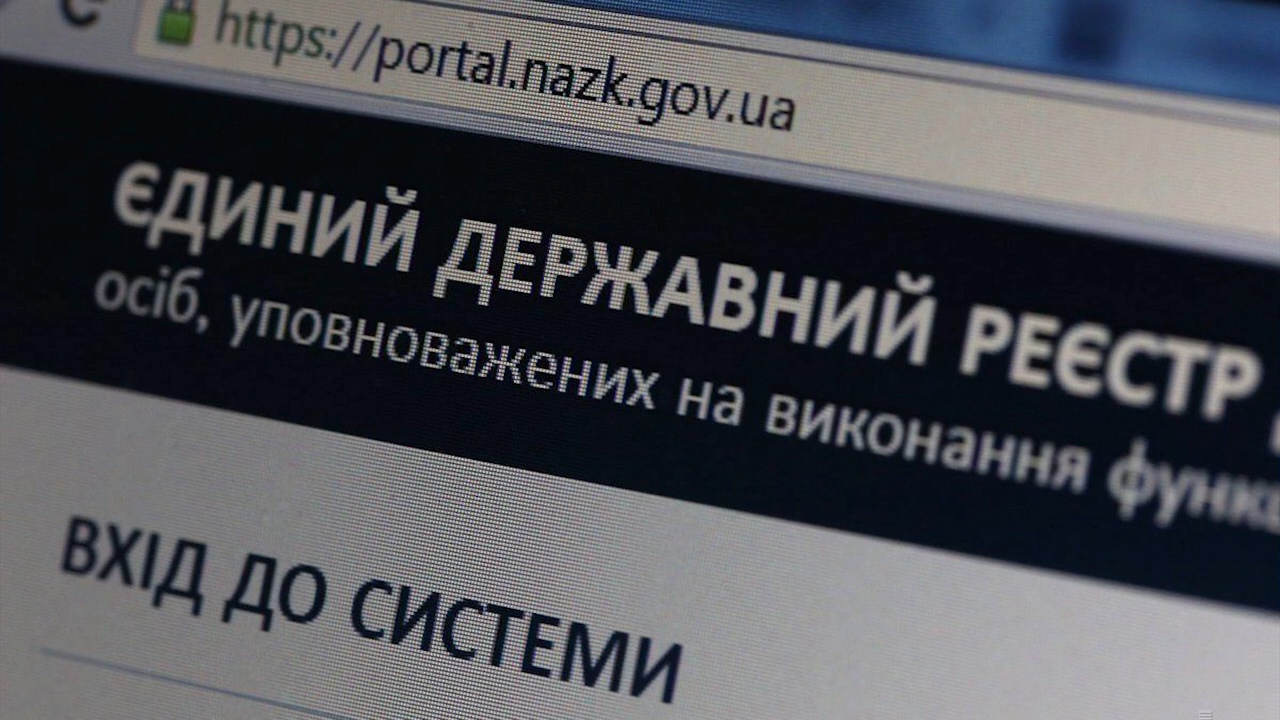 https://portal.nazk.gov.ua
ЄДИНИЙ ДЕРЖАВНИЙ РЕЄСТР
осіб, уповноважених на виконання
ВХІД ДО СИСТЕМИ